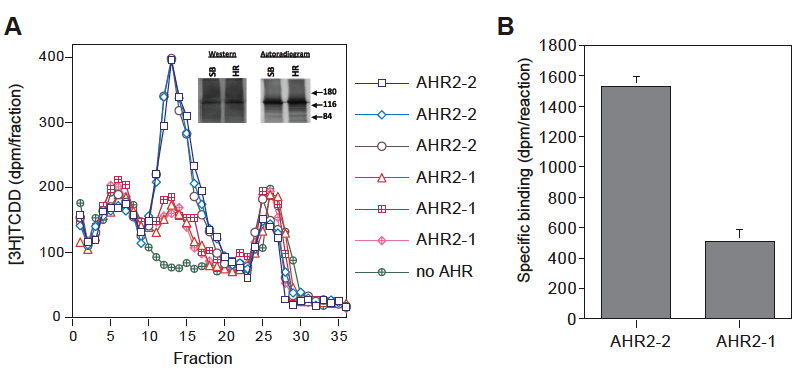 A
[3H]TCDD (dpm/fraction)
400
300
200
100
0
0 5 10 15 20 25 30 35
Fraction
Western
Autoradiogram
SB HR SB HR
180
116
84
AHR2-2
AHR2-2
AHR2-2
AHR2-1
AHR2-1
AHR2-1
no AHR
B
Specific binding (dpm/reaction)
1800
1600
1400
1200
1000
800
600
400
200
0
AHR2-2 AHR2-1